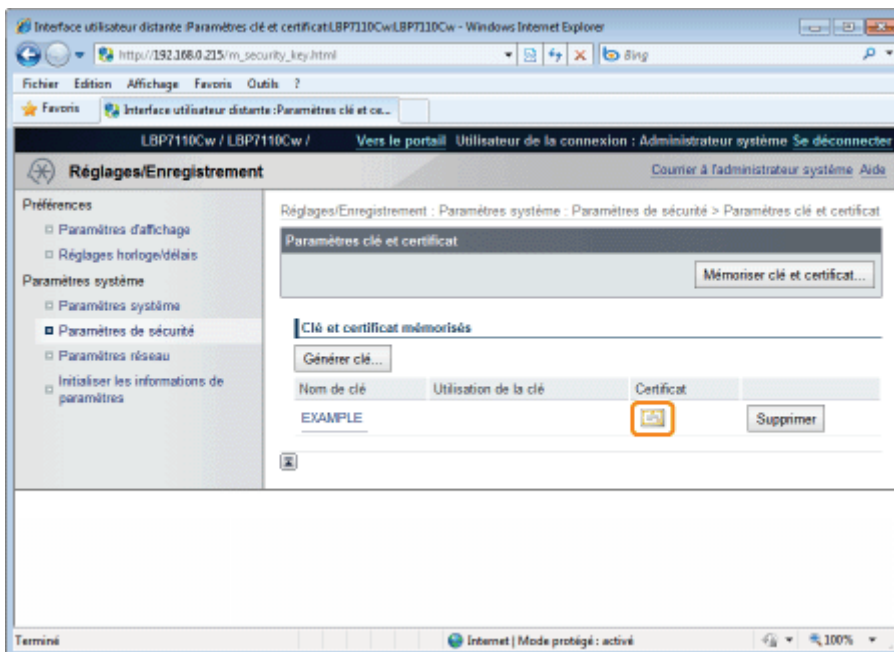 Interface utilisateur distante :Paramètres clé et certificat:LBP7110Cw:LBP7110Cw - Windows Internet Explorer
http://192.168.0.215/m_security_key.html
Bing
Fichier Edition Affichage Favoris Outils ?
Favoris Interface utilisateur distante :Paramètres clé et ce...
LBP7110Cw / LBP7110Cw / Vers le portail Utilisateur de la connexion : Administrateur système Se déconnecter
Réglages/Enregistrement Courrier à l'administrateur système Aide
Préférences
Paramètres d'affichage
Réglages horloge/délais
Paramètres système
Paramètres système
Paramètres de sécurité
Paramètres réseau
Initialiser les informations de
paramètres
Réglages/Enregistrement : Paramètres système : Paramètres de sécurité > Paramètres clé et certificat
Paramètres clé et certificat
Mémoriser clé et certificat...
Clé et certificat mémorisés
Générer clé...
Nom de clé Utilisation de la clé Certificat
EXAMPLE Supprimer
Terminé Internet | Mode protégé : activé 100%